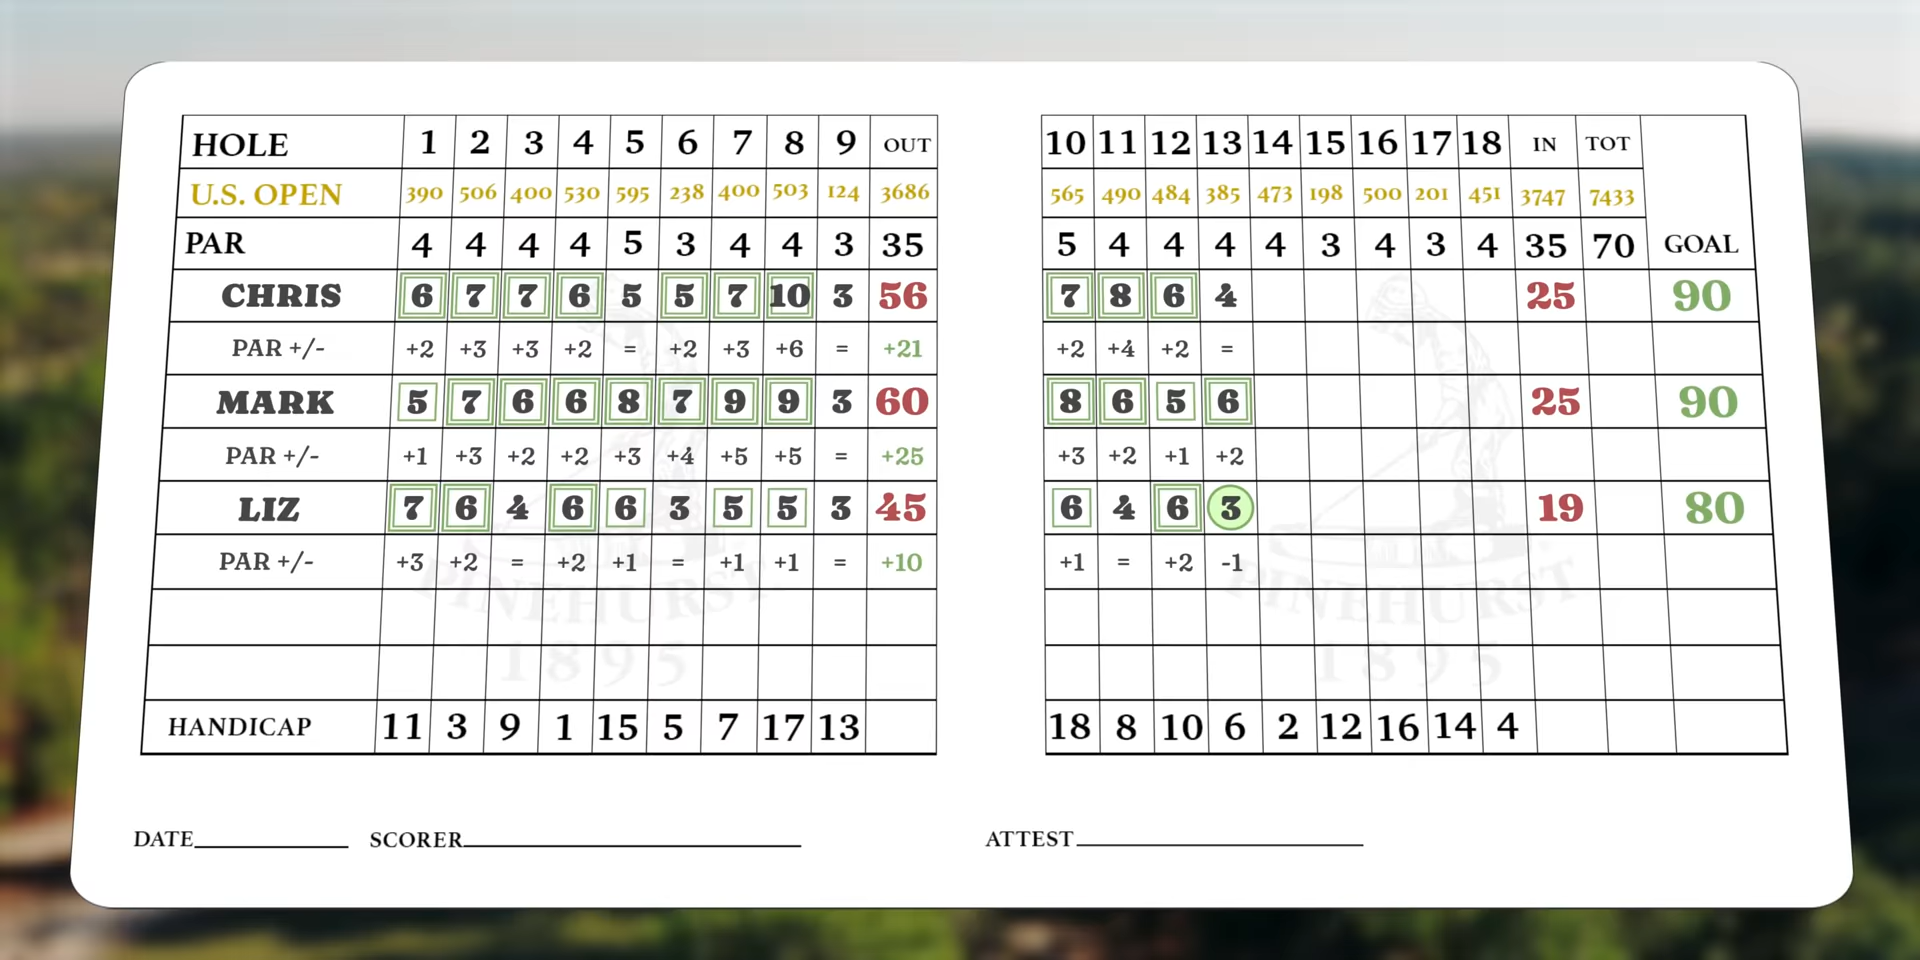 HOLE 1 2 3 4 5 6 7 8 9 OUT 10 11 12 13 14 15 16 17 18 IN TOT
U.S. OPEN 390 506 400 530 595 238 400 503 124 3686 565 490 484 385 473 198 500 201 451 3747 7433
PAR 4 4 4 4 5 3 4 4 3 35 5 4 4 4 4 3 4 3 4 35 70 GOAL
CHRIS 6 7 7 6 5 5 7 10 3 56 7 8 6 4 25 90
PAR +/- +2 +3 +3 +2 = +2 +3 +6 = +21 +2 +4 +2 =
MARK 5 7 6 6 8 7 9 9 3 60 8 6 5 6 25 90
PAR +/- +1 +3 +2 +2 +3 +4 +5 +5 = +25 +3 +2 +1 +2
LIZ 7 6 4 6 6 3 5 5 3 45 6 4 6 3 19 80
PAR +/- +3 +2 = +2 +1 = +1 +1 = +10 +1 = +2 -1
PINEHURST PINEHURST
1895 1895
HANDICAP 11 3 9 1 15 5 7 17 13 18 8 10 6 2 12 16 14 4
DATE SCORER ATTEST